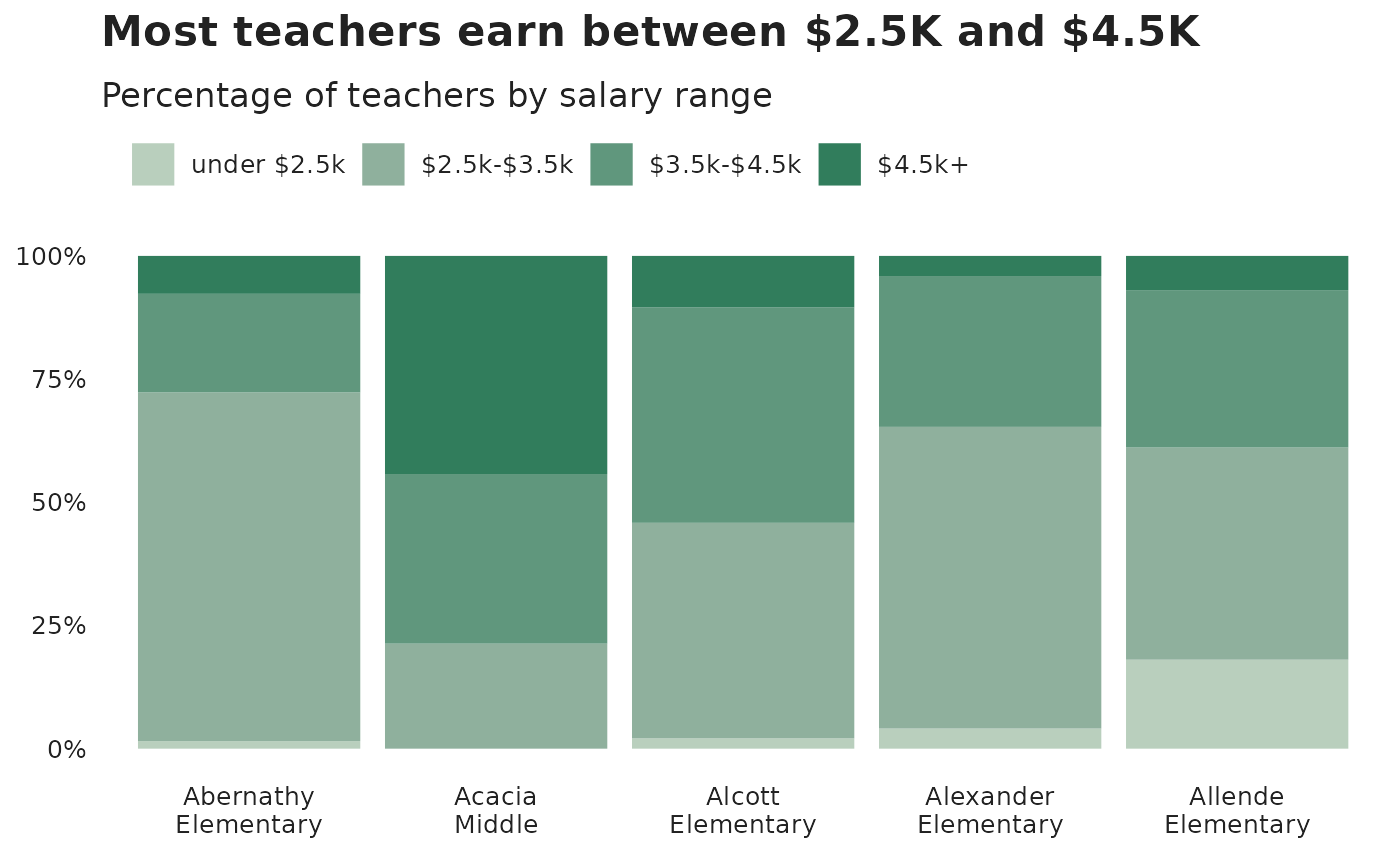 Most teachers earn between $2.5K and $4.5K
Percentage of teachers by salary range
under $2.5k $2.5k-$3.5k $3.5k-$4.5k $4.5k+
100%
75%
50%
25%
0%
Abernathy Elementary
Acacia Middle
Alcott Elementary
Alexander Elementary
Allende Elementary